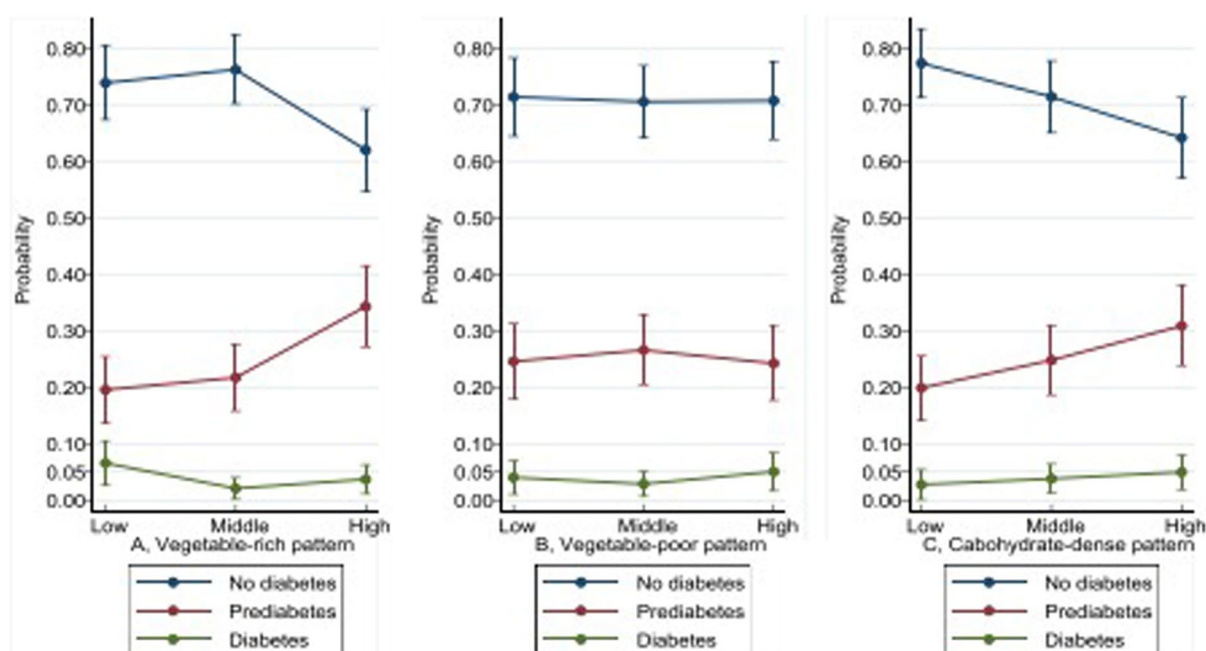 Probability
0.80
0.70
0.60
0.50
0.40
0.30
0.20
0.10
0.05
0.00
Low Middle High
A, Vegetable-rich pattern
No diabetes
Prediabetes
Diabetes
Probability
0.80
0.70
0.60
0.50
0.40
0.30
0.20
0.10
0.05
0.00
Low Middle High
B, Vegetable-poor pattern
No diabetes
Prediabetes
Diabetes
Probability
0.80
0.70
0.60
0.50
0.40
0.30
0.20
0.10
0.05
0.00
Low Middle High
C, Cabohydrate-dense pattern
No diabetes
Prediabetes
Diabetes